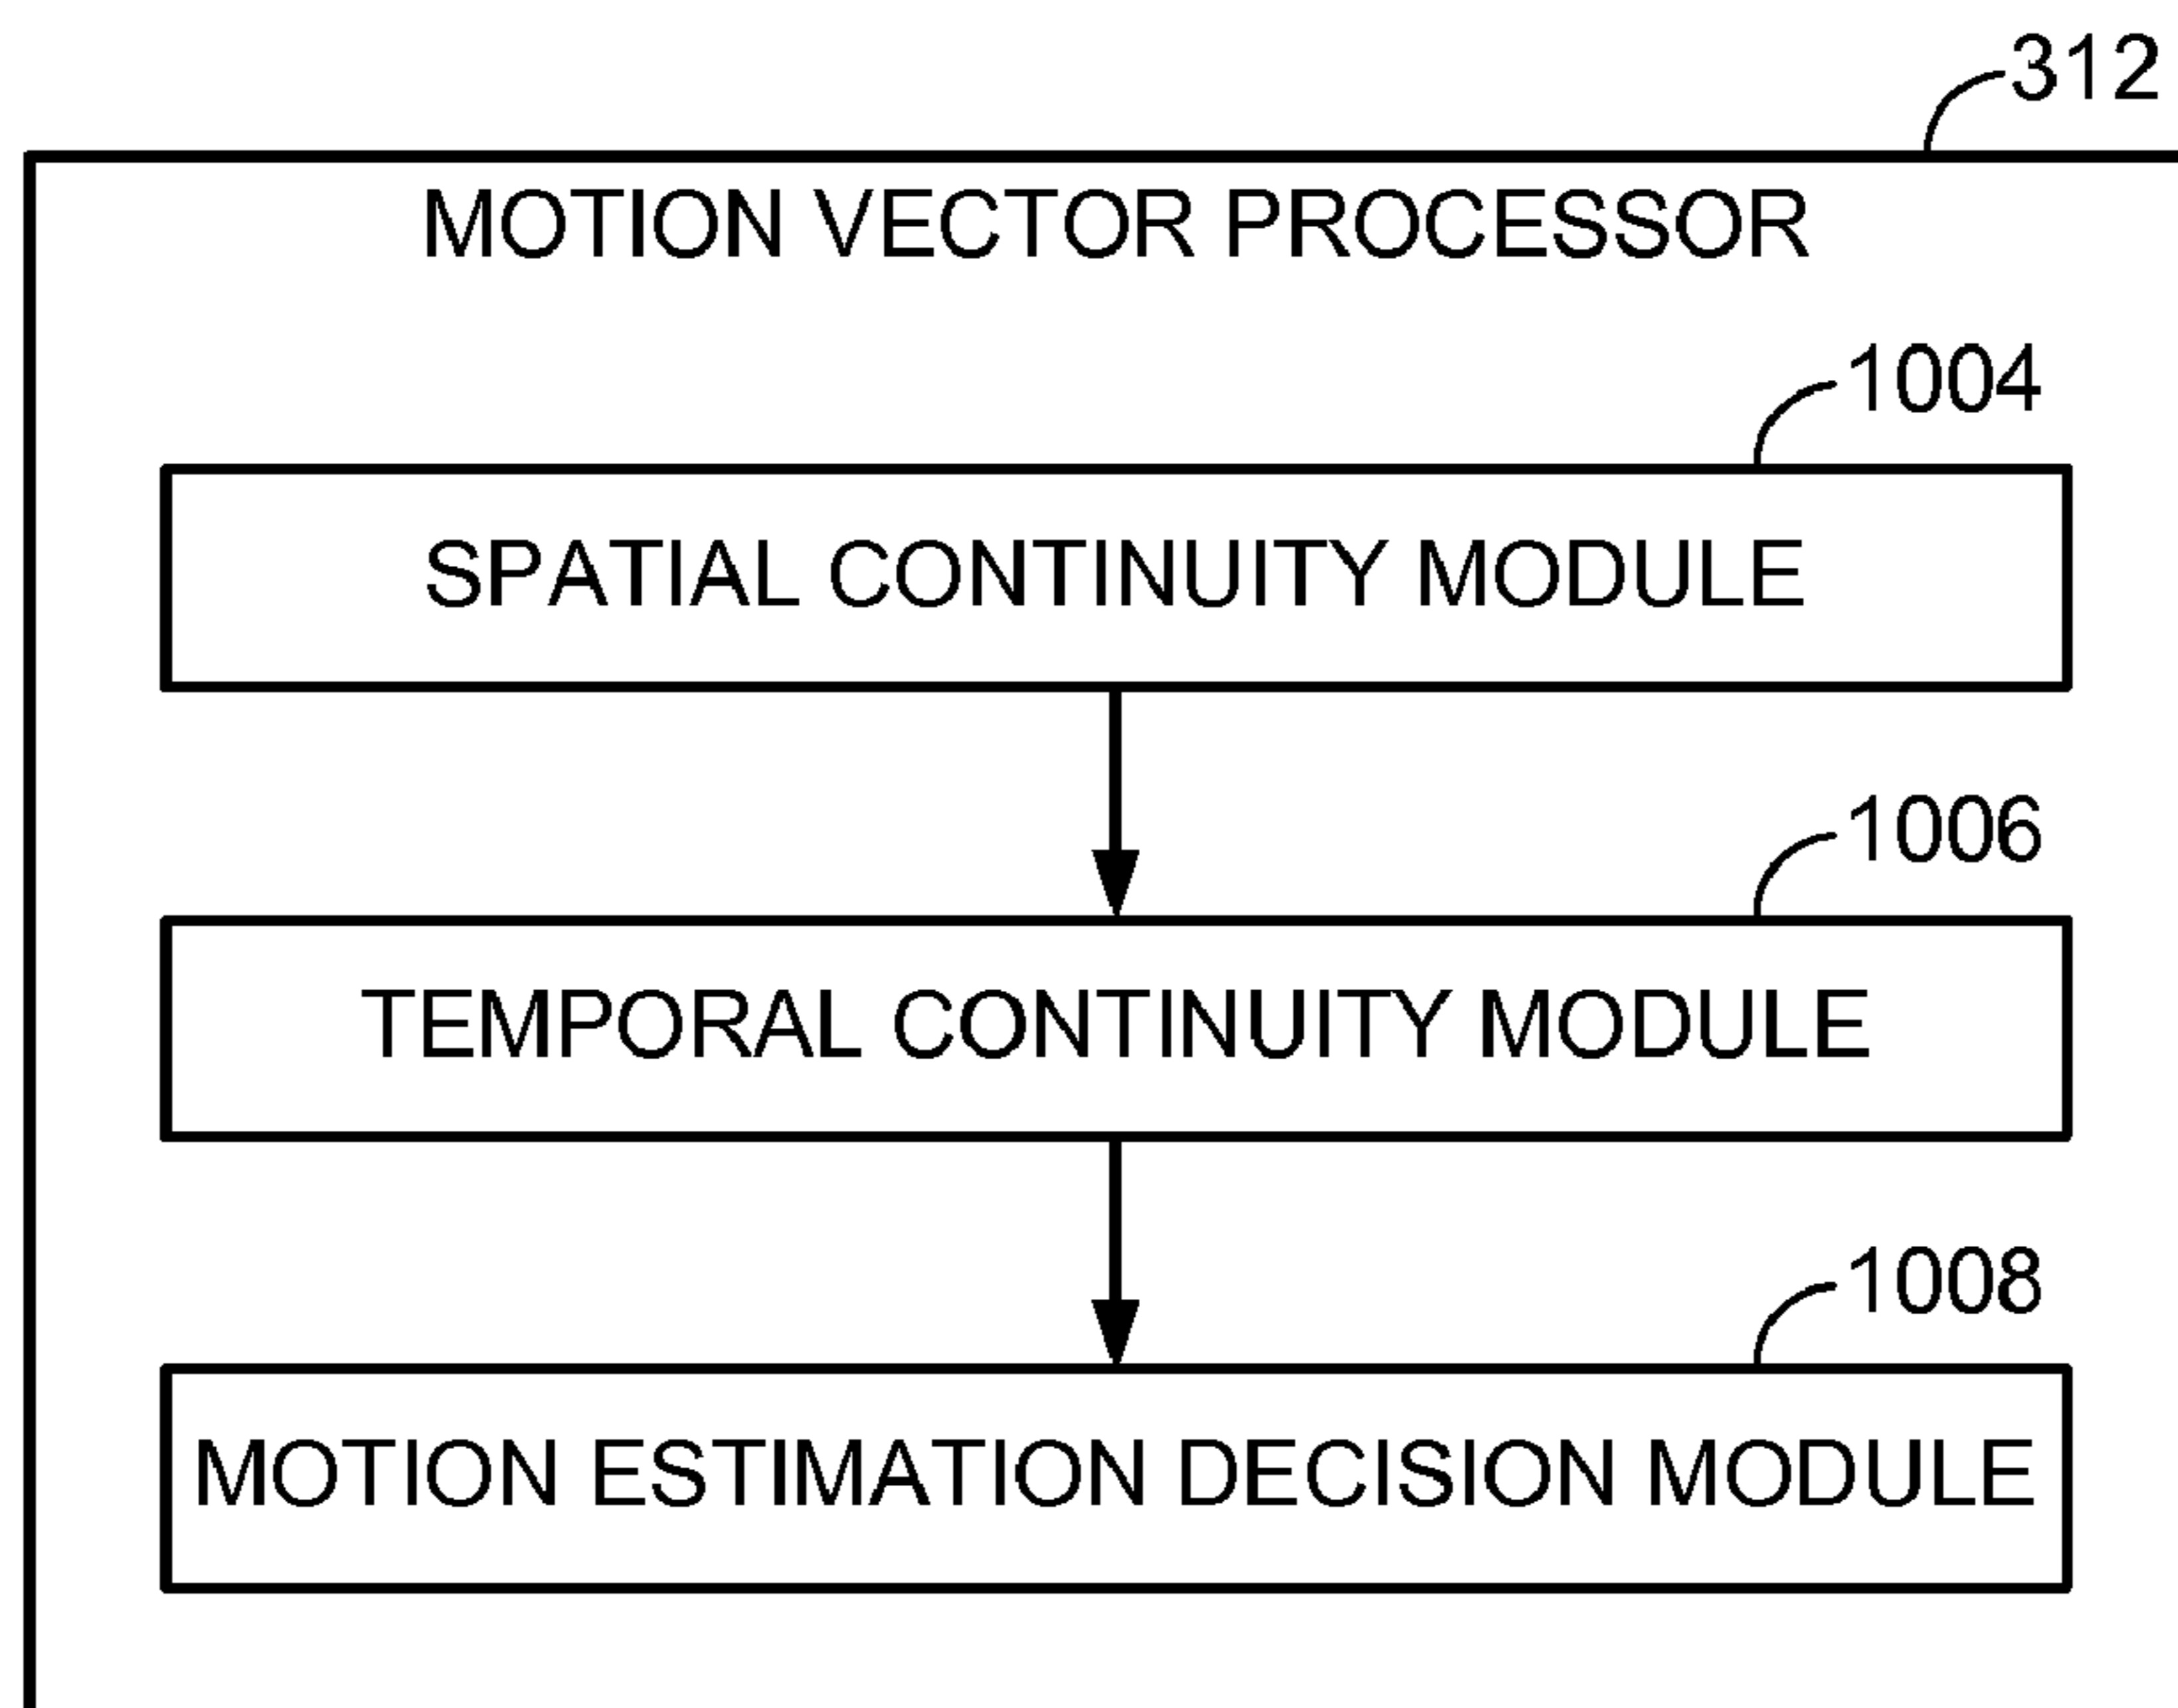 312
MOTION VECTOR PROCESSOR
1004
SPATIAL CONTINUITY MODULE
1006
TEMPORAL CONTINUITY MODULE
1008
MOTION ESTIMATION DECISION MODULE